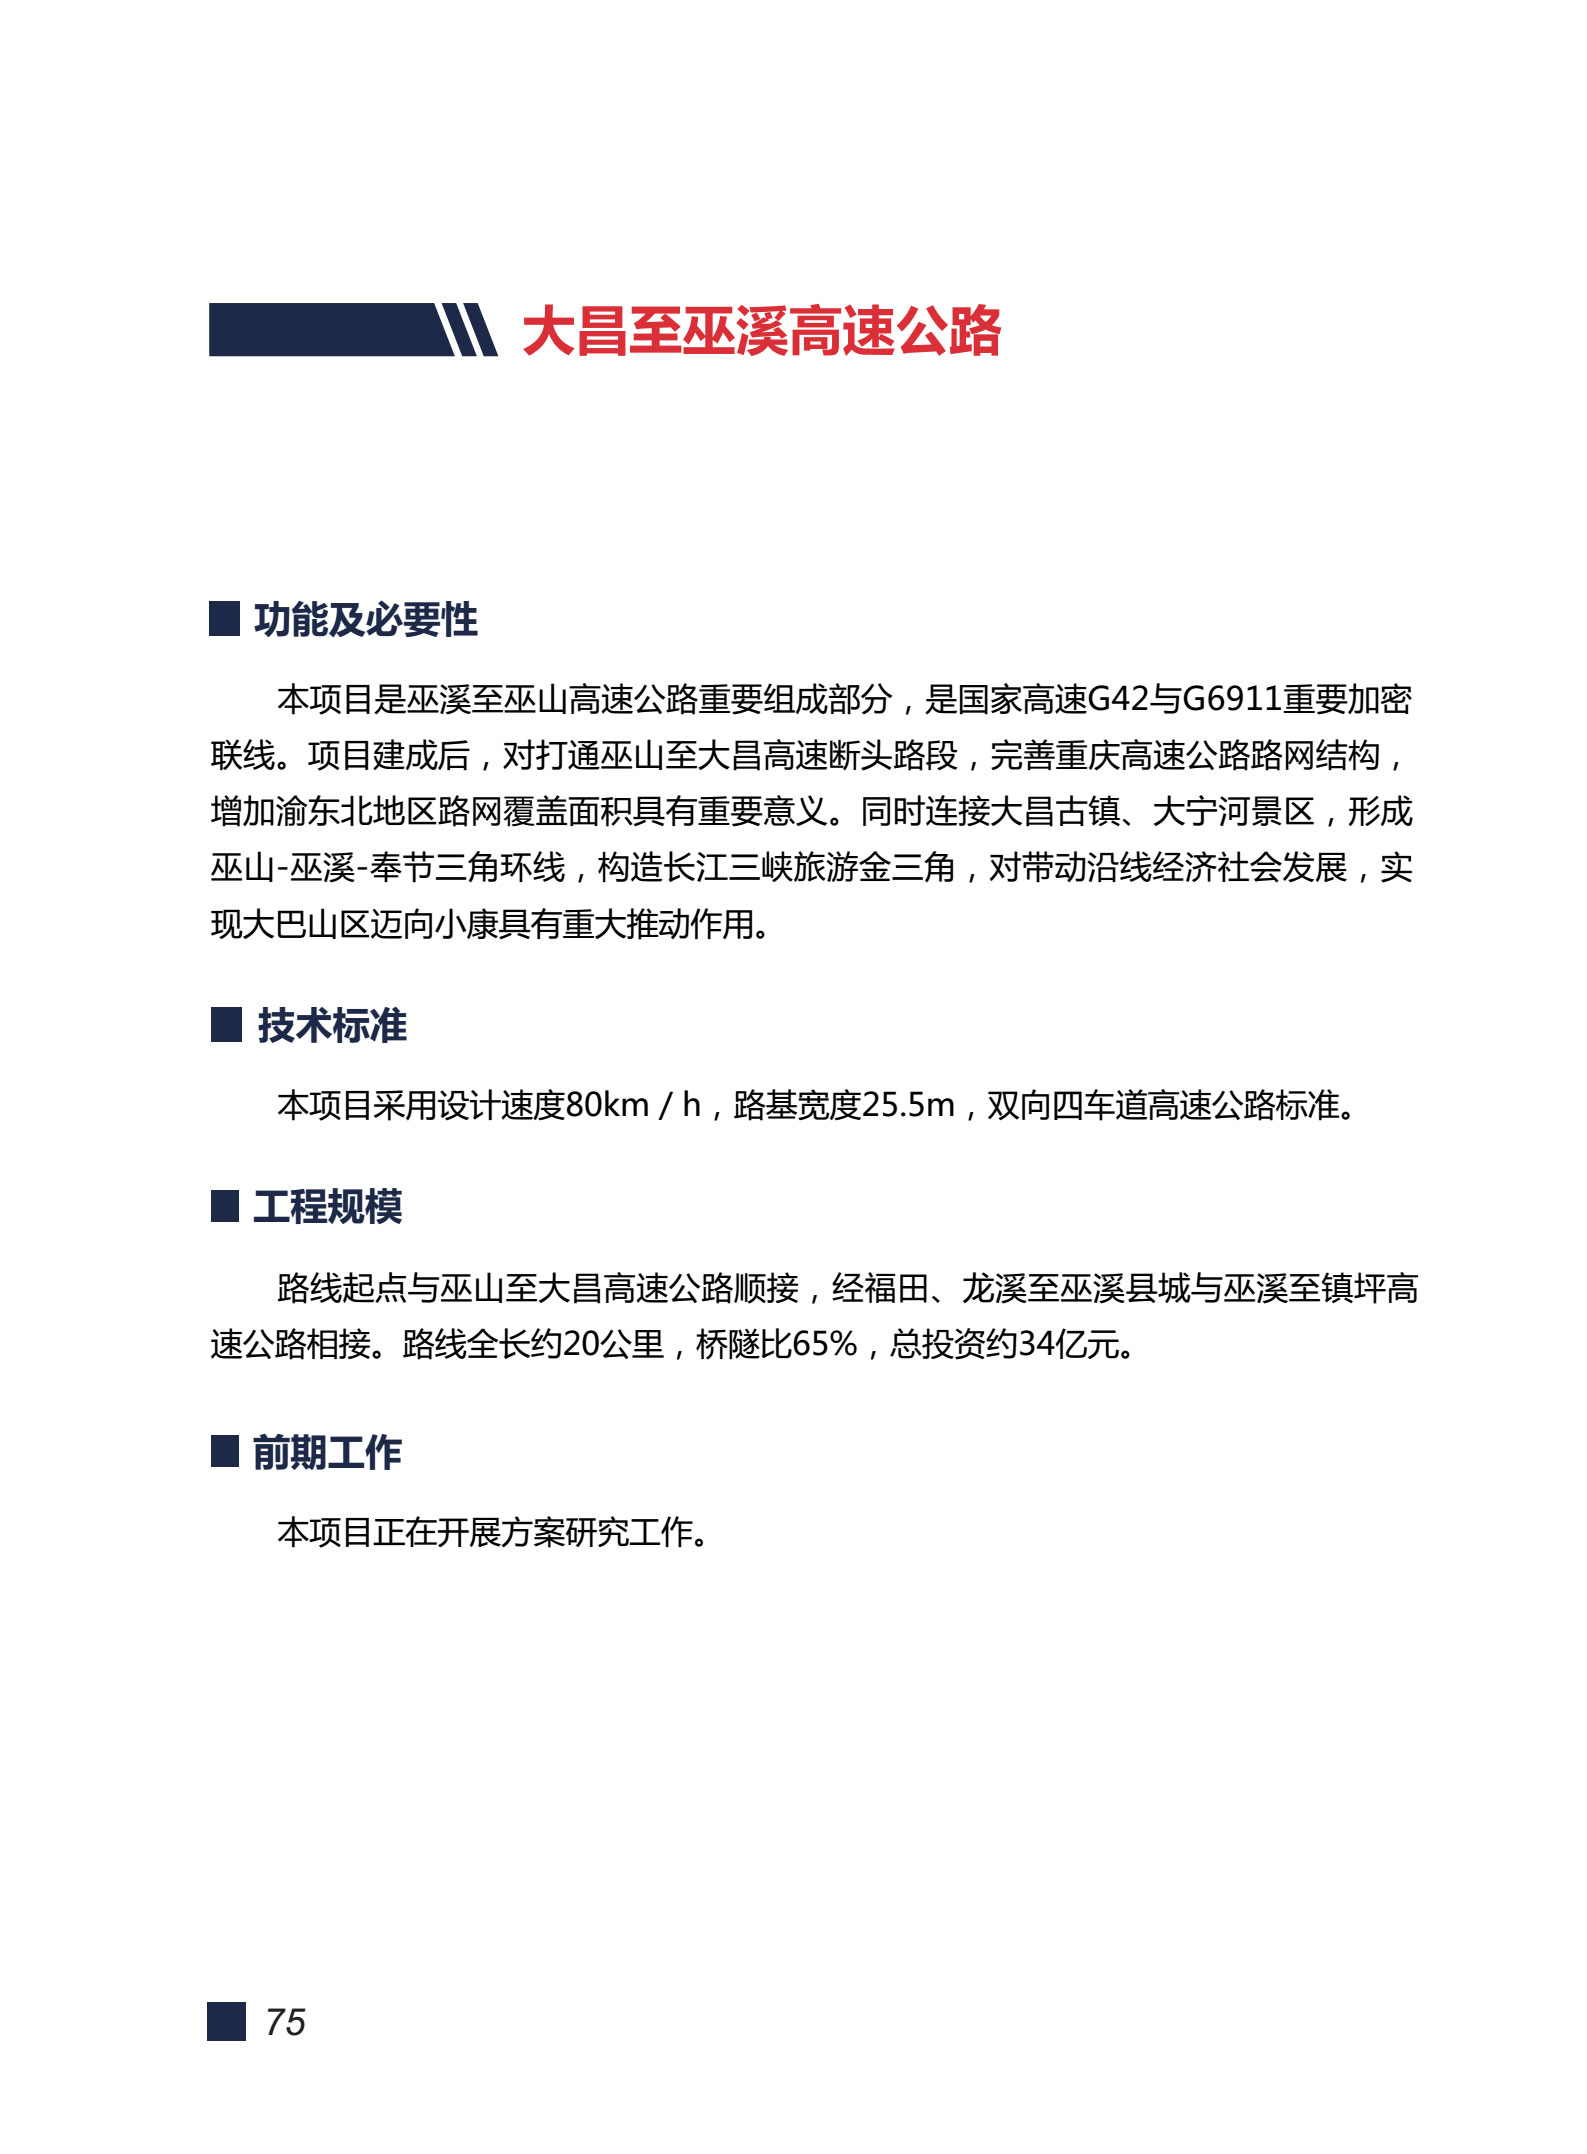 大昌至巫溪高速公路
功能及必要性
本项目是巫溪至巫山高速公路重要组成部分，是国家高速G42与G6911重要加密
联线。项目建成后，对打通巫山至大昌高速断头路段，完善重庆高速公路路网结构，
增加渝东北地区路网覆盖面积具有重要意义。同时连接大昌古镇、大宁河景区，形成
巫山-巫溪-奉节三角环线，构造长江三峡旅游金三角，对带动沿线经济社会发展，实
现大巴山区迈向小康具有重大推动作用。
技术标准
本项目采用设计速度80km / h，路基宽度25.5m，双向四车道高速公路标准。
工程规模
路线起点与巫山至大昌高速公路顺接，经福田、龙溪至巫溪县城与巫溪至镇坪高
速公路相接。路线全长约20公里，桥隧比65%，总投资约34亿元。
前期工作
本项目正在开展方案研究工作。
75